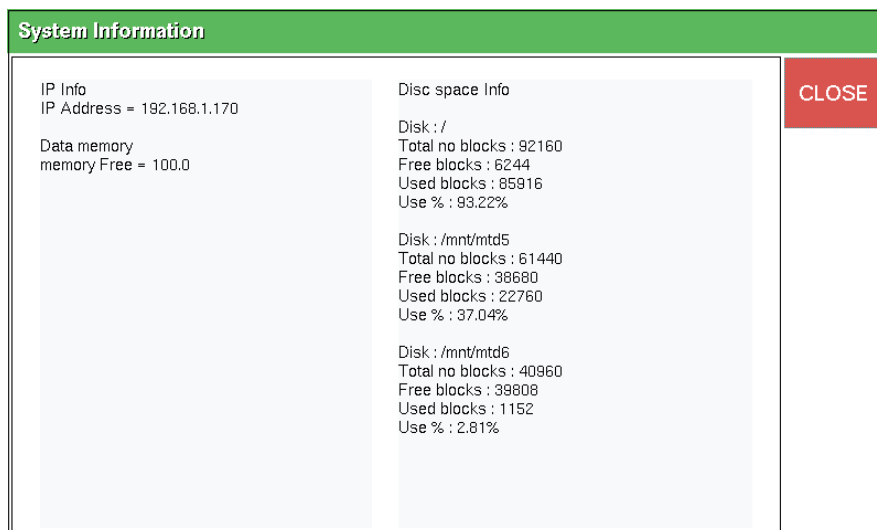 System Information
CLOSE
IP Info
IP Address = 192.168.1.170
Data memory
memory Free = 100.0
Disc space Info
Disk : /
Total no blocks : 92160
Free blocks : 6244
Used blocks : 85916
Use % : 93.22%
Disk : /mnt/mtd5
Total no blocks : 61440
Free blocks : 38680
Used blocks : 22760
Use % : 37.04%
Disk : /mnt/mtd6
Total no blocks : 40960
Free blocks : 39808
Used blocks : 1152
Use % : 2.81%